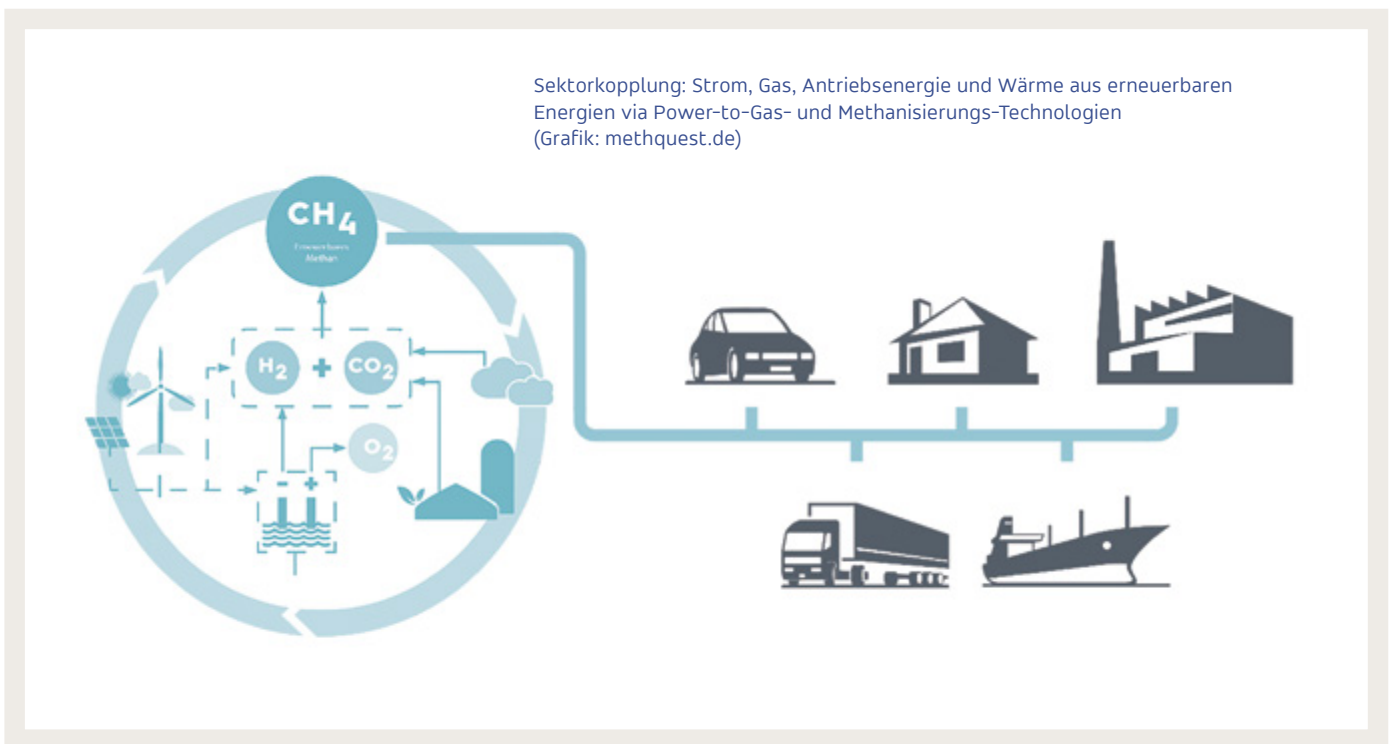 Sektorkopplung: Strom, Gas, Antriebsenergie und Wärme aus erneuerbaren
Energien via Power-to-Gas- und Methanisierungs-Technologien
(Grafik: methquest.de)
CH4
Methan
H2 + CO2
O2
- +